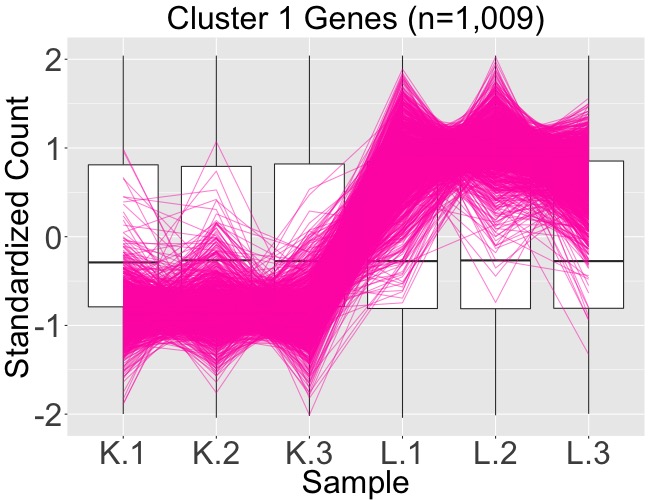 Cluster 1 Genes (n=1,009)
Standardized Count
2
1
0
-1
-2
K.1 K.2 K.3 L.1 L.2 L.3
Sample